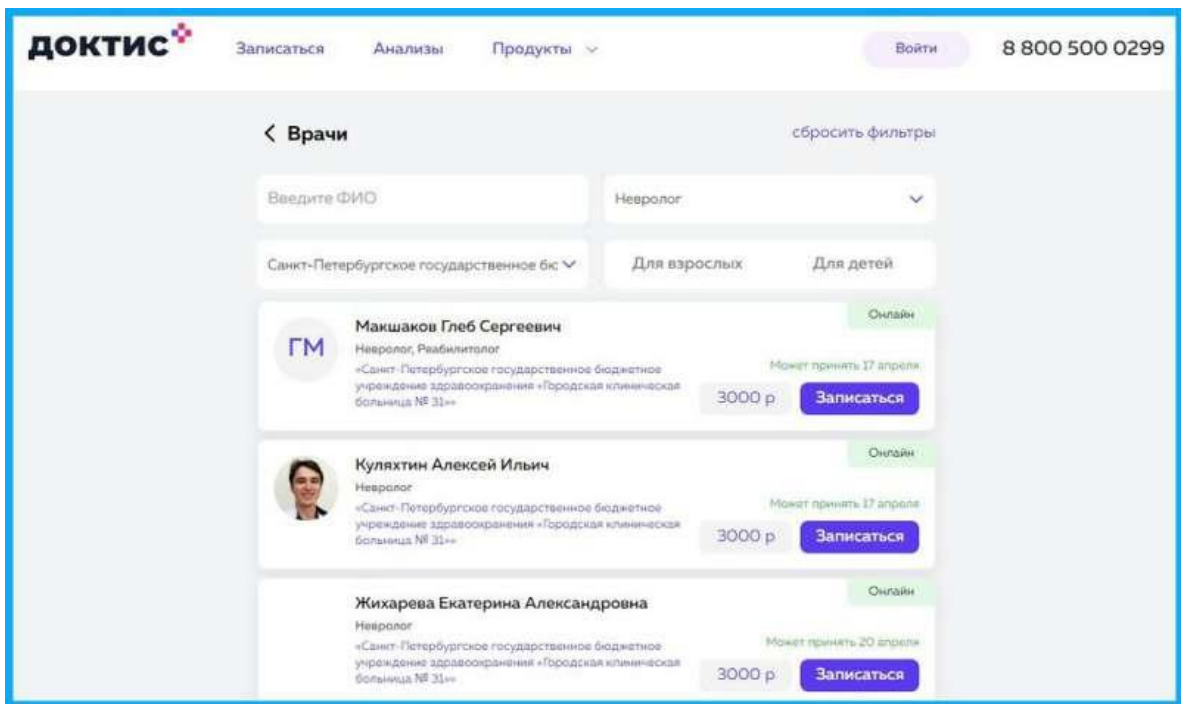 ДОКТИС
Записаться Анализы Продукты Войти 8 800 500 0299
Врачи сбросить фильтры
Введите ФИО Невролог
Санкт-Петербургское государственное бю Для взрослых Для детей
Онлайн
ГМ
Макшаков Глеб Сергеевич
Невролог, Реабилитолог
«Санкт-Петербургское государственное бюджетное
учреждение здравоохранения «Городская клиническая
больница № 31»»
Может принять 17 апреля
3000 р Записаться
Онлайн
Куляхтин Алексей Ильич
Невролог
«Санкт-Петербургское государственное бюджетное
учреждение здравоохранения «Городская клиническая
больница № 31»»
Может принять 17 апреля
3000 р Записаться
Онлайн
Жихарева Екатерина Александровна
Невролог
«Санкт-Петербургское государственное бюджетное
учреждение здравоохранения «Городская клиническая
больница № 31»»
Может принять 20 апреля
3000 р Записаться